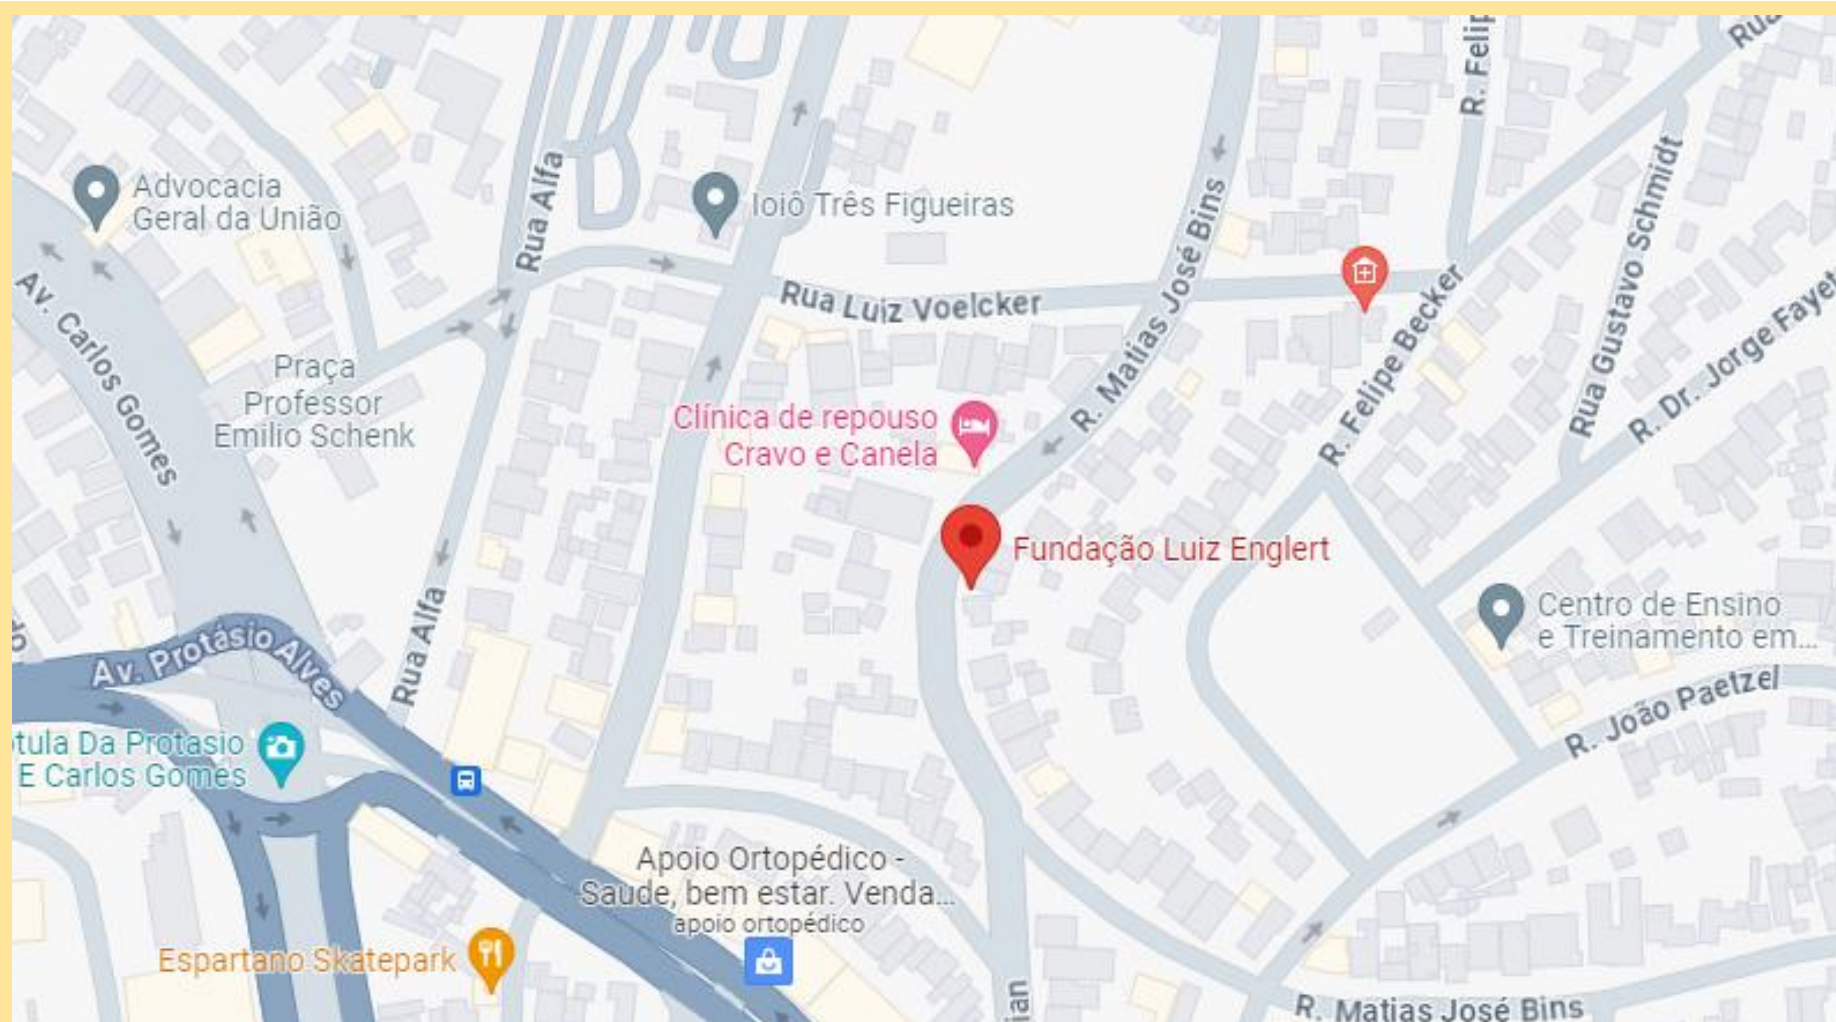 Rua
R. Felip
Rua Alfa
Advocacia
Geral da União
Ioiô Três Figueiras
R. Matias José Bins
Rua Gustavo Schmidt
Av. Carlos Gomes
Rua Luiz Voelcker
R. Felipe Becker
R. Dr. Jorge Fayet
Praça
Professor
Emilio Schenk
Clínica de repouso
Cravo e Canela
Fundação Luiz Englert
Centro de Ensino
e Treinamento em...
Rua Alfa
Av. Protásio Alves
R. João Paetzel
otula Da Protasio
E Carlos Gomes
Apoio Ortopédico -
Saude, bem estar. Venda...
apoio ortopédico
Espartano Skatepark
ian
R. Matias José Bins